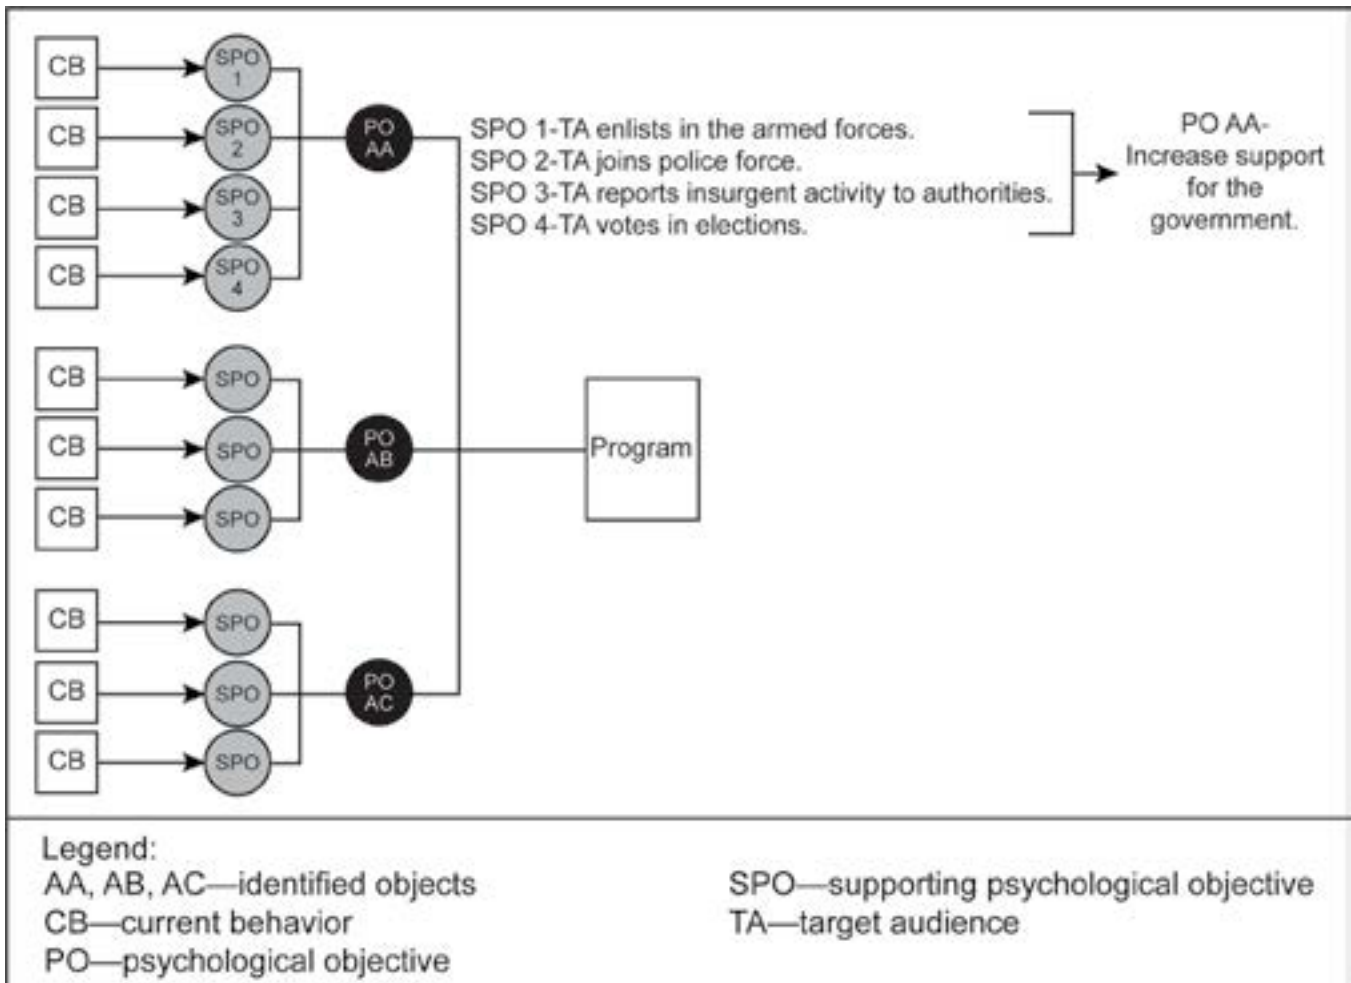 CB
SPO
1
CB
SPO
2
PO
AA
CB
SPO
3
CB
SPO
4
SPO 1-TA enlists in the armed forces.
SPO 2-TA joins police force.
SPO 3-TA reports insurgent activity to authorities.
SPO 4-TA votes in elections.
PO AA-
Increase support
for the
government.
CB
SPO
CB
SPO
PO
AB
Program
CB
SPO
CB
SPO
CB
SPO
PO
AC
CB
SPO
Legend:
AA, AB, AC—identified objects
CB—current behavior
PO—psychological objective
SPO—supporting psychological objective
TA—target audience